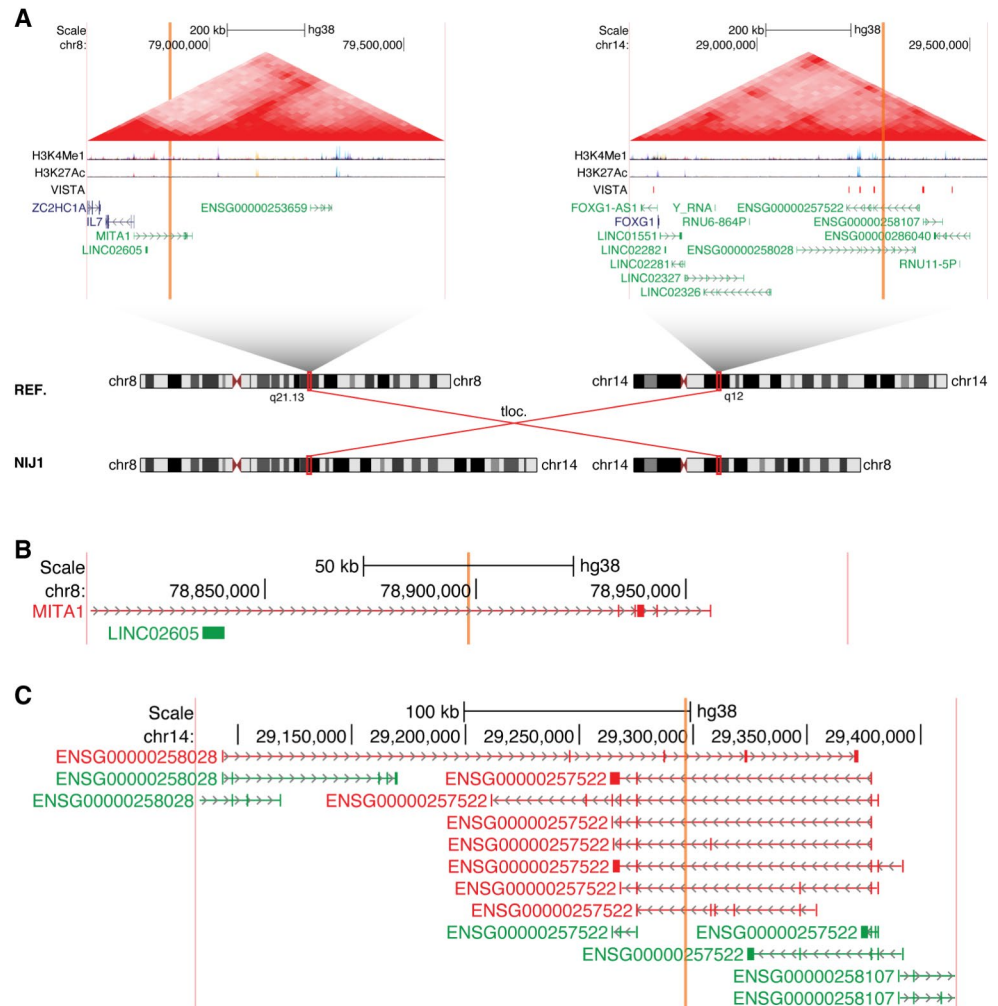 A
Scale 200 kb hg38
chr8: 79,000,000 79,500,000
H3K4Me1
H3K27Ac
VISTA
ZC2HC1A ENSG00000253659
IL7
MITA1
LINC02605
Scale 200 kb hg38
chr14: 29,000,000 29,500,000
H3K4Me1
H3K27Ac
VISTA
FOXG1-AS1 Y_RNA ENSG00000257522
FOXG1 RNU6-864P ENSG00000258107
LINC01551 ENSG00000286040
LINC02282 ENSG00000258028
LINC02281 RNU11-5P
LINC02327
LINC02326
REF. chr8 chr8 chr14 chr14
q21.13 q12
tloc.
NIJ1 chr8 chr14 chr14 chr8
B
Scale 50 kb hg38
chr8: 78,850,000 78,900,000 78,950,000
MITA1
LINC02605
C
Scale 100 kb hg38
chr14: 29,150,000 29,200,000 29,250,000 29,300,000 29,350,000 29,400,000
ENSG00000258028
ENSG00000258028 ENSG00000257522
ENSG00000258028 ENSG00000257522
ENSG00000257522
ENSG00000257522
ENSG00000257522
ENSG00000257522
ENSG00000257522
ENSG00000257522 ENSG00000257522
ENSG00000257522
ENSG00000258107
ENSG00000258107